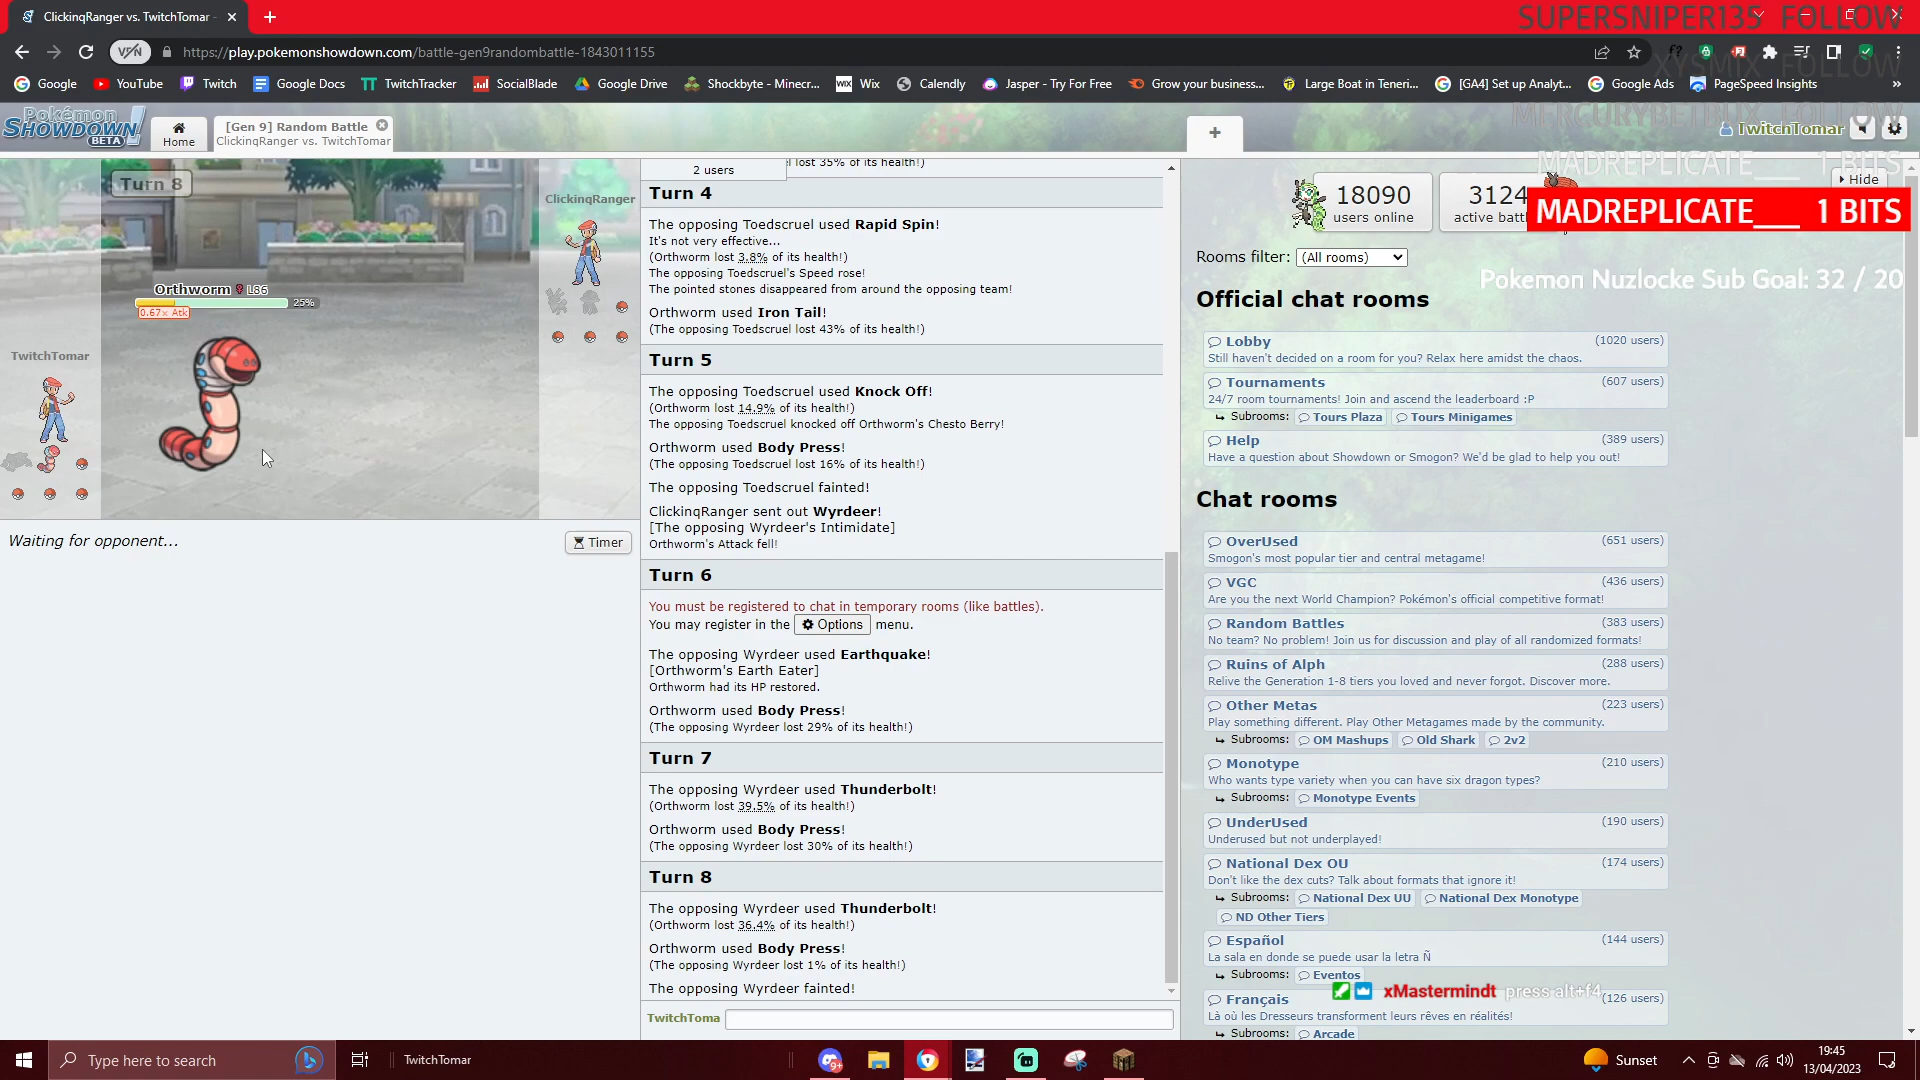 ClickinqRanger vs. TwitchTomar -
SUPERSNIPER135 FOLLOW
VPN
https://play.pokemonshowdown.com/battle-gen9randombattle-1843011155
XYSMIX FOLLOW
Google
YouTube
Twitch
Google Docs
TwitchTracker
SocialBlade
Google Drive
Shockbyte - Minecr...
WIX Wix
Calendly
Jasper - Try For Free
Grow your business...
Large Boat in Teneri...
[GA4] Set up Analyt...
Google Ads
PageSpeed Insights
Pokémon
Showdown!
BETA
Home
[Gen 9] Random Battle
ClickinqRanger vs. TwitchTomar
TwitchTomar
MADREPLICATE___ 1 BITS
Hide
Turn 8
ClickinqRanger
Orthworm L86
25%
0.67× Atk
TwitchTomar
Waiting for opponent...
Timer
2 users
lost 35% of its health!)
Turn 4
The opposing Toedscruel used Rapid Spin!
It's not very effective...
(Orthworm lost 3.8% of its health!)
The opposing Toedscruel's Speed rose!
The pointed stones disappeared from around the opposing team!
Orthworm used Iron Tail!
(The opposing Toedscruel lost 43% of its health!)
Turn 5
The opposing Toedscruel used Knock Off!
(Orthworm lost 14.9% of its health!)
The opposing Toedscruel knocked off Orthworm's Chesto Berry!
Orthworm used Body Press!
(The opposing Toedscruel lost 16% of its health!)
The opposing Toedscruel fainted!
ClickinqRanger sent out Wyrdeer!
[The opposing Wyrdeer's Intimidate]
Orthworm's Attack fell!
Turn 6
You must be registered to chat in temporary rooms (like battles).
You may register in the Options menu.
The opposing Wyrdeer used Earthquake!
[Orthworm's Earth Eater]
Orthworm had its HP restored.
Orthworm used Body Press!
(The opposing Wyrdeer lost 29% of its health!)
Turn 7
The opposing Wyrdeer used Thunderbolt!
(Orthworm lost 39.5% of its health!)
Orthworm used Body Press!
(The opposing Wyrdeer lost 30% of its health!)
Turn 8
The opposing Wyrdeer used Thunderbolt!
(Orthworm lost 36.4% of its health!)
Orthworm used Body Press!
(The opposing Wyrdeer lost 1% of its health!)
The opposing Wyrdeer fainted!
TwitchToma
18090
users online
3124
active batt
MADREPLICATE___ 1 BITS
Rooms filter: (All rooms)
Pokemon Nuzlocke Sub Goal: 32 / 20
Official chat rooms
Lobby (1020 users)
Still haven't decided on a room for you? Relax here amidst the chaos.
Tournaments (607 users)
24/7 room tournaments! Join and ascend the leaderboard :P
Subrooms: Tours Plaza Tours Minigames
Help (389 users)
Have a question about Showdown or Smogon? We'd be glad to help you out!
Chat rooms
OverUsed (651 users)
Smogon's most popular tier and central metagame!
VGC (436 users)
Are you the next World Champion? Pokémon's official competitive format!
Random Battles (383 users)
No team? No problem! Join us for discussion and play of all randomized formats!
Ruins of Alph (288 users)
Relive the Generation 1-8 tiers you loved and never forgot. Discover more.
Other Metas (223 users)
Play something different. Play Other Metagames made by the community.
Subrooms: OM Mashups Old Shark 2v2
Monotype (210 users)
Who wants type variety when you can have six dragon types?
Subrooms: Monotype Events
UnderUsed (190 users)
Underused but not underplayed!
National Dex OU (174 users)
Don't like the dex cuts? Talk about formats that ignore it!
Subrooms: National Dex UU National Dex Monotype
ND Other Tiers
Español (144 users)
La sala en donde se puede usar la letra Ñ
Subrooms: Eventos
xMastermindt press alt+f4
Français (126 users)
Là où les Dresseurs transforment leurs rêves en réalités!
Subrooms: Arcade
Type here to search
TwitchTomar
9+
Sunset
19:45
13/04/2023